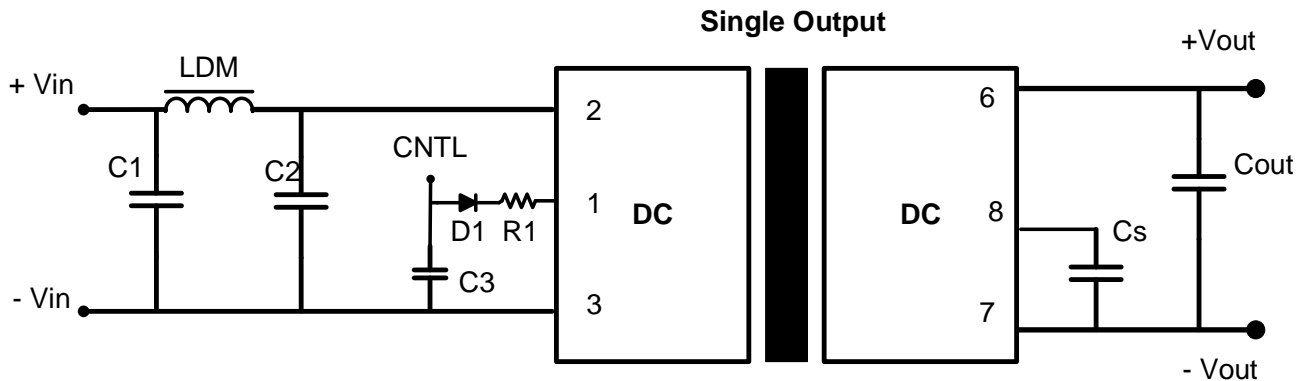 Single Output
+Vout
LDM
+ Vin
2
6
CNTL
C1
C2
Cout
1
DC
DC
8
D1
R1
Cs
C3
- Vin
3
7
- Vout